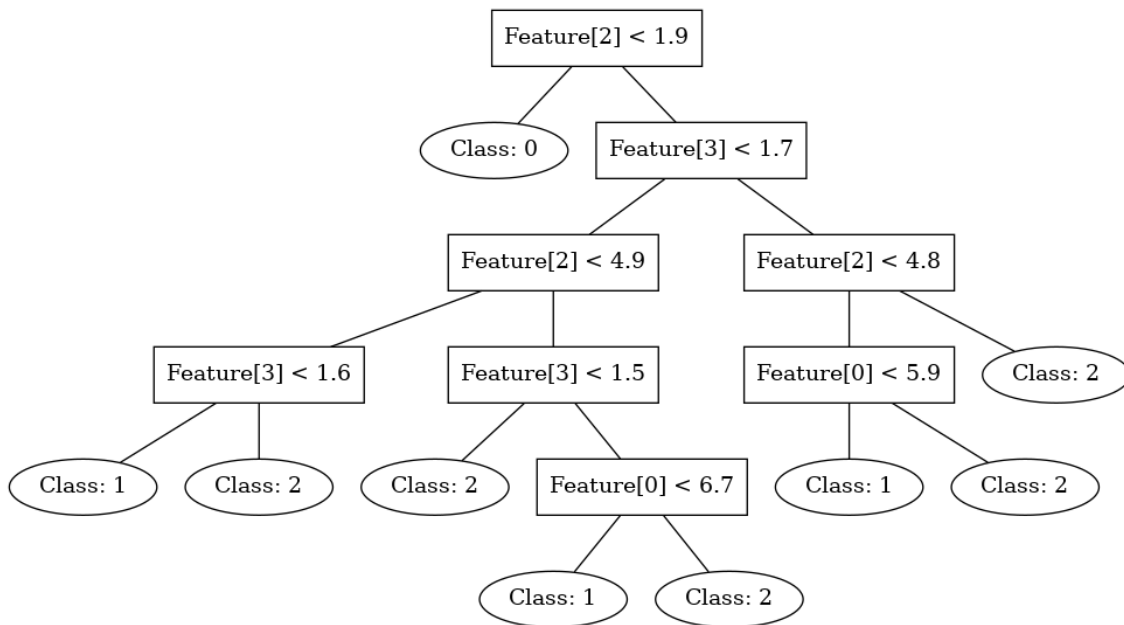 Feature[2] < 1.9
Class: 0
Feature[3] < 1.7
Feature[2] < 4.9
Feature[2] < 4.8
Feature[3] < 1.6
Feature[3] < 1.5
Feature[0] < 5.9
Class: 2
Class: 1
Class: 2
Class: 2
Feature[0] < 6.7
Class: 1
Class: 2
Class: 1
Class: 2